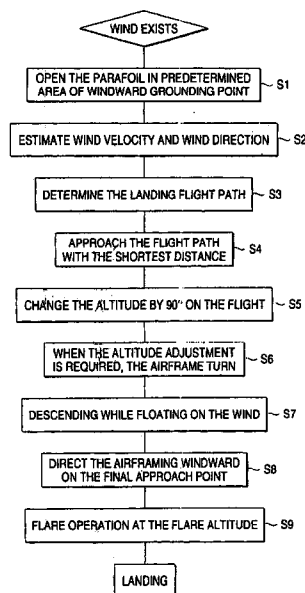 WIND EXISTS
OPEN THE PARAFOIL IN PREDETERMINED
AREA OF WINDWARD GROUNDING POINT
S1
ESTIMATE WIND VELOCITY AND WIND DIRECTION
S2
DETERMINE THE LANDING FLIGHT PATH
S3
APPROACH THE FLIGHT PATH
WITH THE SHORTEST DISTANCE
S4
CHANGE THE ALTITUDE BY 90° ON THE FLIGHT
S5
WHEN THE ALTITUDE ADJUSTMENT
IS REQUIRED, THE AIRFRAME TURN
S6
DESCENDING WHILE FLOATING ON THE WIND
S7
DIRECT THE AIRFRAMING WINDWARD
ON THE FINAL APPROACH POINT
S8
FLARE OPERATION AT THE FLARE ALTITUDE
S9
LANDING